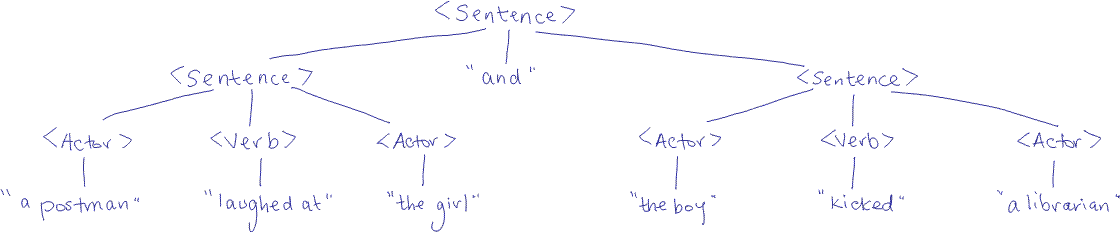 <Sentence>
<Sentence> "and" <Sentence>
<Actor> <Verb> <Actor> <Actor> <Verb> <Actor>
"a postman" "laughed at" "the girl" "the boy" "kicked" "a librarian"